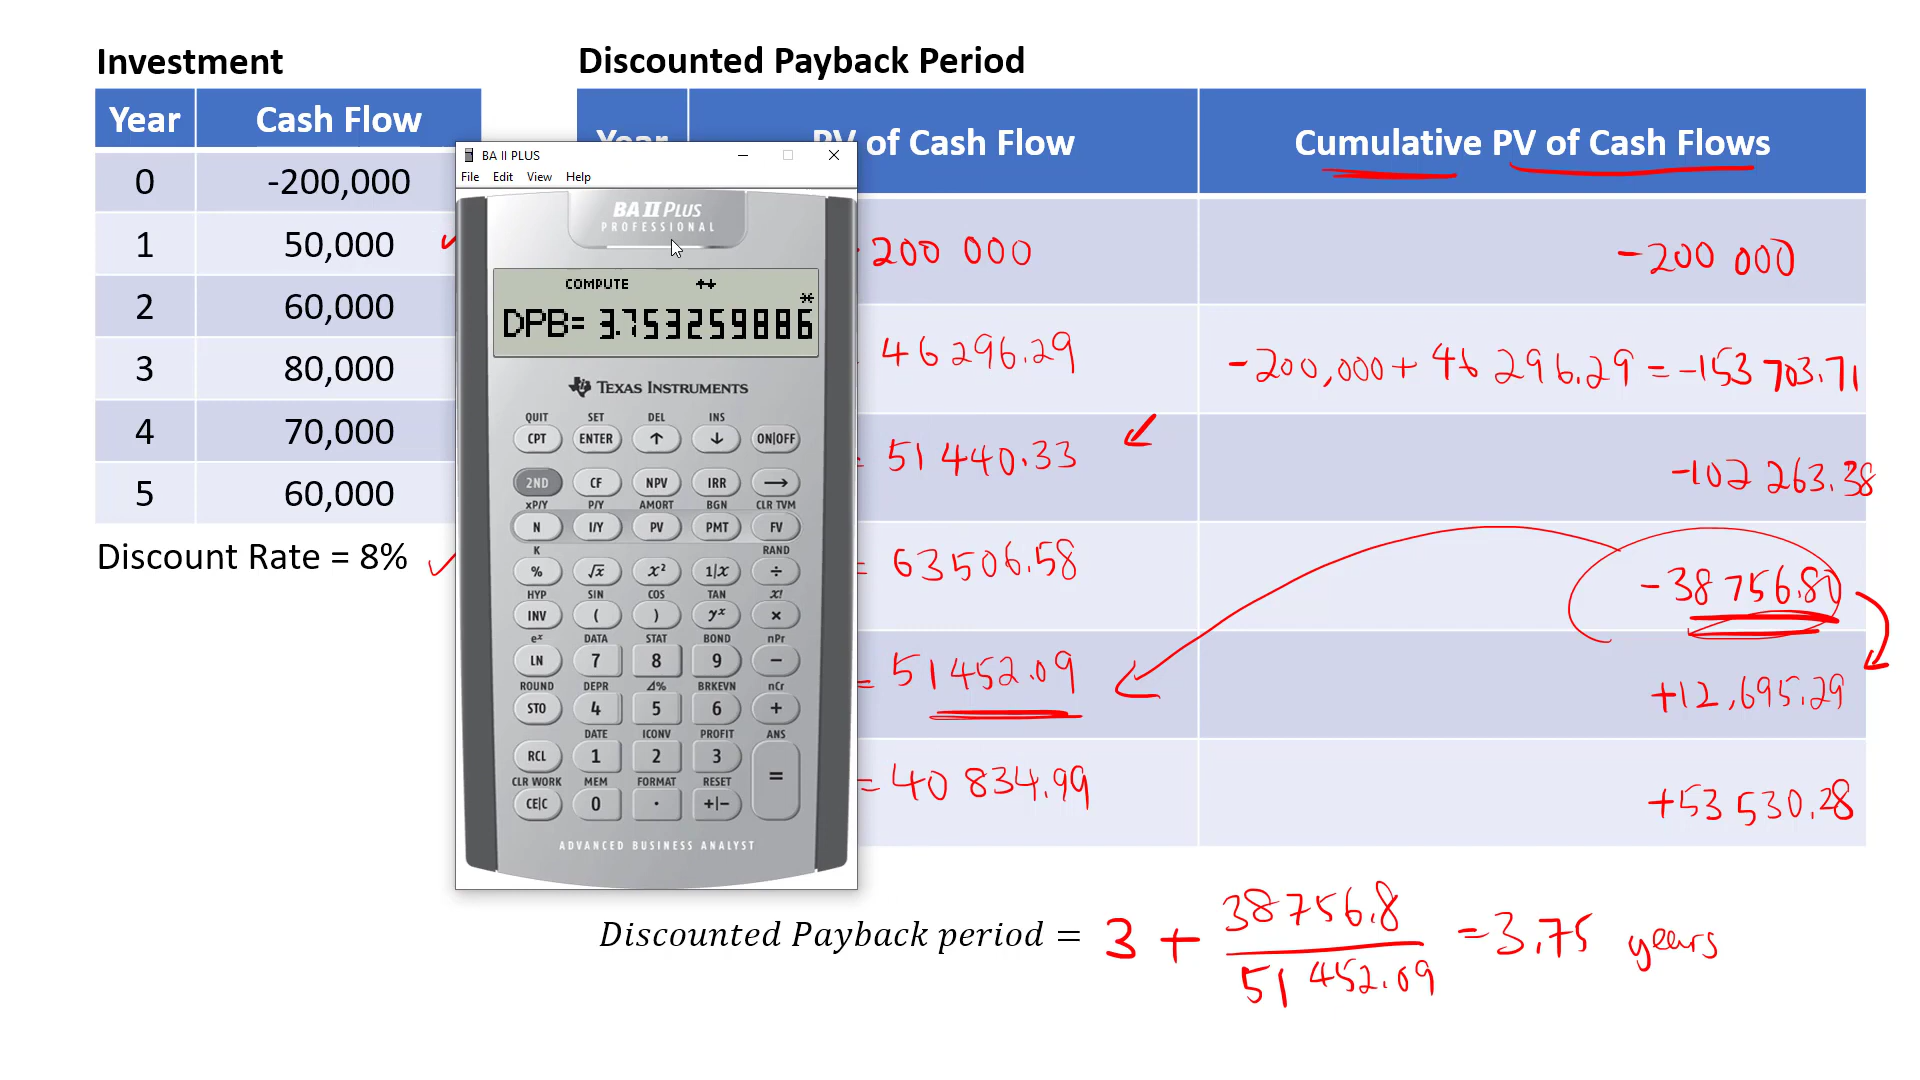 Investment
Discounted Payback Period
Year Cash Flow
0 -200,000
1 50,000
2 60,000
3 80,000
4 70,000
5 60,000
Discount Rate = 8%
Year PV of Cash Flow Cumulative PV of Cash Flows
-200 000 -200 000
= 46 296.29 -200,000 + 46 296.29 = -153 703.71
= 51 440.33 -102 263.38
= 63506.58 -38 756.80
= 51 452.09 +12,695.29
= 40 834.99 +53 530.28
BA II PLUS
File Edit View Help
BA II PLUS
PROFESSIONAL
COMPUTE ↑↓
*
DPB= 3.753259886
TEXAS INSTRUMENTS
QUIT SET DEL INS
CPT ENTER ↑ ↓ ON|OFF
2ND CF NPV IRR →
xP/Y P/Y AMORT BGN CLR TVM
N I/Y PV PMT FV
K RAND
% √x x² 1/x ÷
HYP SIN COS TAN x!
INV ( ) yˣ ×
eˣ DATA STAT BOND nPr
LN 7 8 9 −
ROUND DEPR Δ% BRKEVN nCr
STO 4 5 6 +
DATE ICONV PROFIT ANS
RCL 1 2 3 =
CLR WORK MEM FORMAT RESET
CE|C 0 . +|−
ADVANCED BUSINESS ANALYST
Discounted Payback period = 3 + 38756.8 / 51 452.09 = 3.75 years